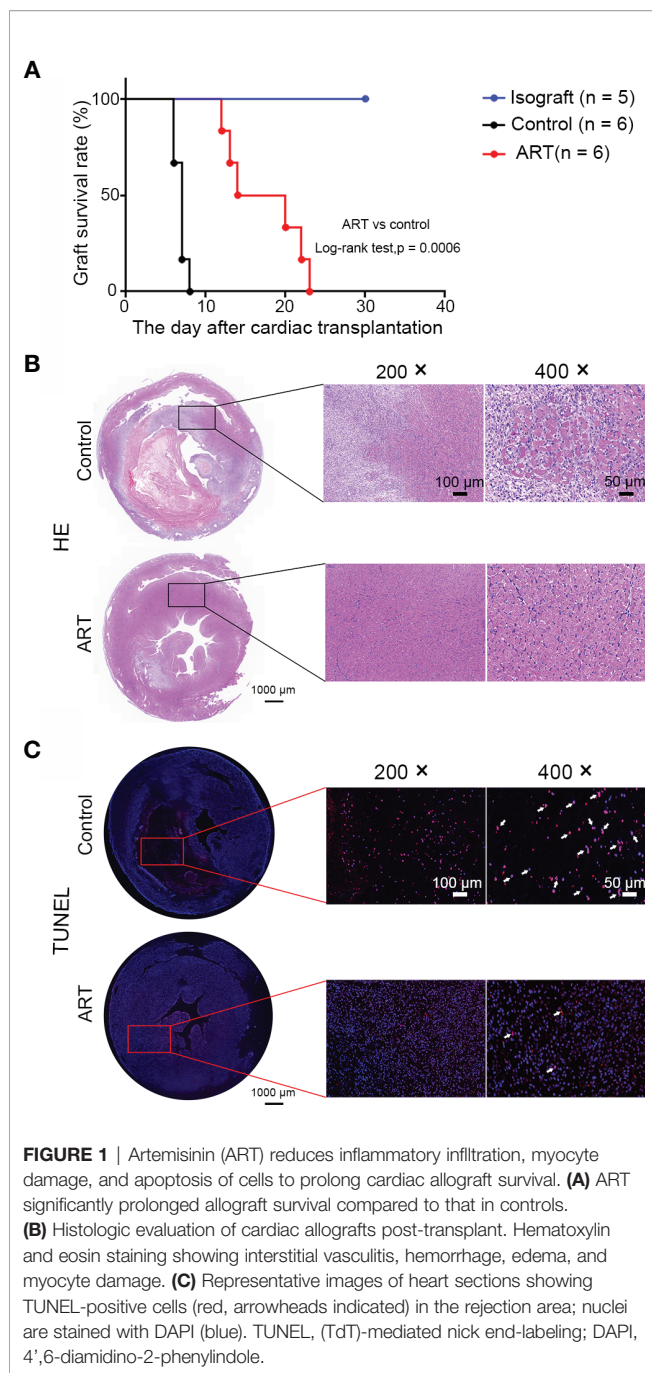 A
Graft survival rate (%)
100
50
0
0
10
20
30
40
The day after cardiac transplantation
Isograft (n = 5)
Control (n = 6)
ART(n = 6)
ART vs control
Log-rank test,p = 0.0006
B
200 ×
400 ×
HE
Control
100 µm
50 µm
ART
1000 µm
C
200 ×
400 ×
TUNEL
Control
100 µm
50 µm
ART
1000 µm
FIGURE 1 | Artemisinin (ART) reduces inflammatory infiltration, myocyte
damage, and apoptosis of cells to prolong cardiac allograft survival. (A) ART
significantly prolonged allograft survival compared to that in controls.
(B) Histologic evaluation of cardiac allografts post-transplant. Hematoxylin
and eosin staining showing interstitial vasculitis, hemorrhage, edema, and
myocyte damage. (C) Representative images of heart sections showing
TUNEL-positive cells (red, arrowheads indicated) in the rejection area; nuclei
are stained with DAPI (blue). TUNEL, (TdT)-mediated nick end-labeling; DAPI,
4',6-diamidino-2-phenylindole.